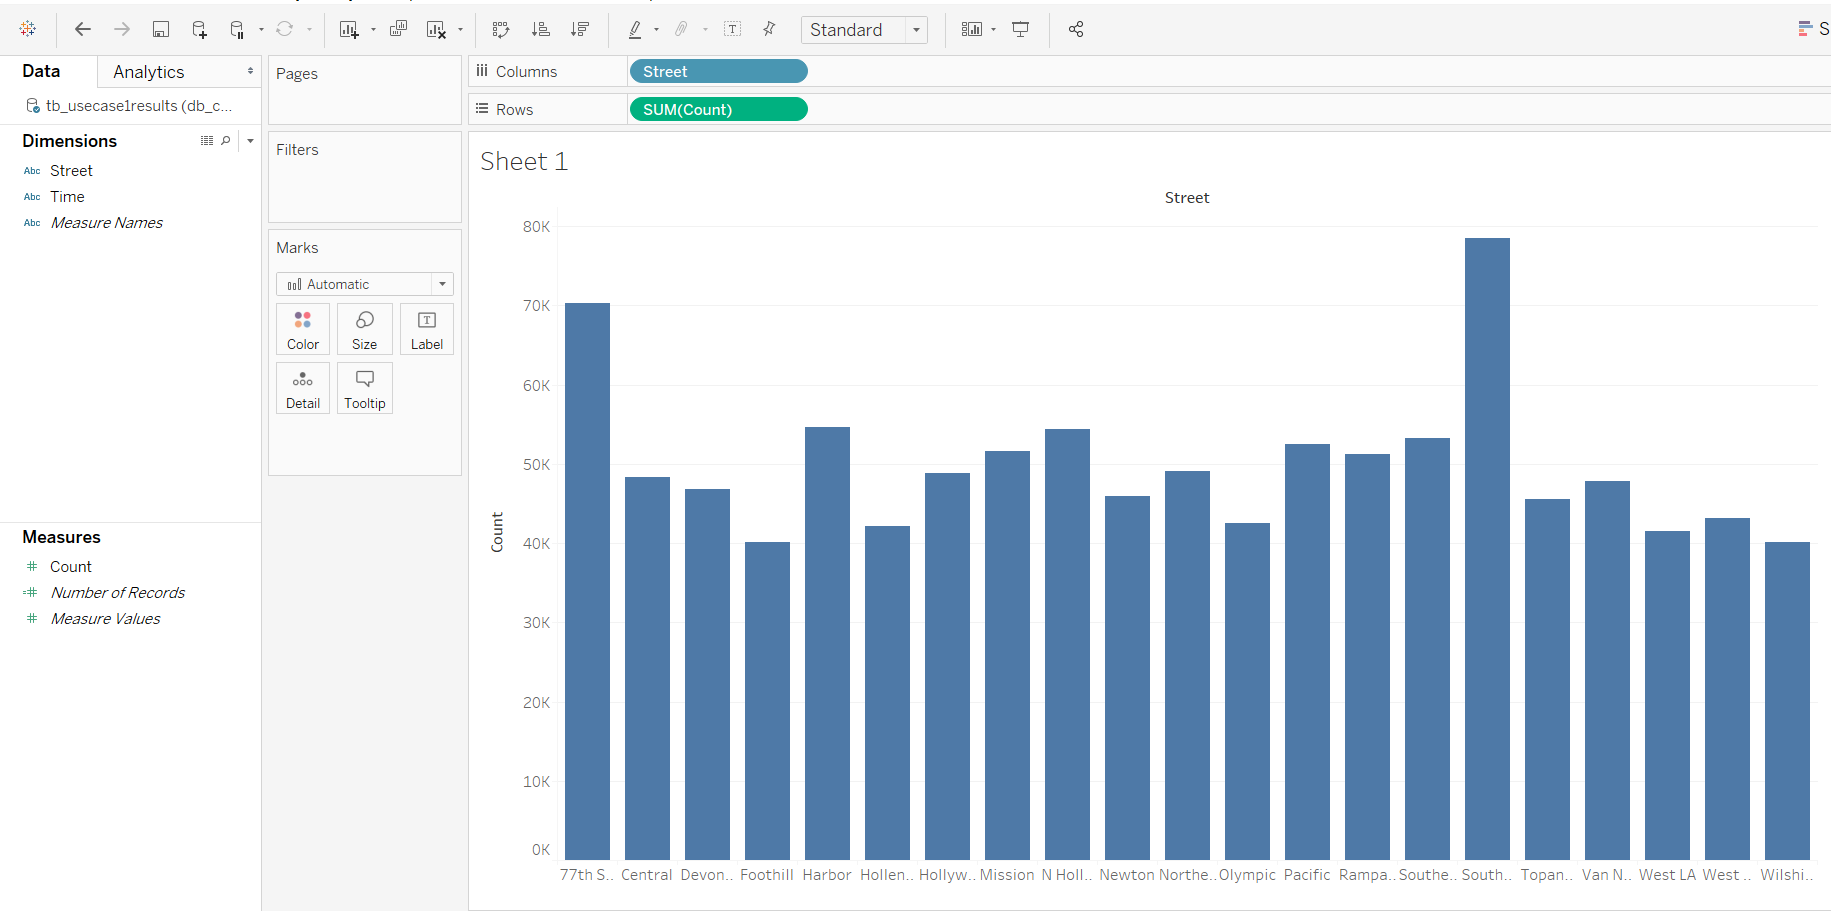 Standard
S
Data
Analytics
tb_usecase1results (db_c...
Dimensions
Abc Street
Abc Time
Abc Measure Names
Measures
Count
Number of Records
Measure Values
Pages
Filters
Marks
Automatic
Color Size Label
Detail Tooltip
Columns Street
Rows SUM(Count)
Sheet 1
Street
80K
70K
60K
50K
40K
30K
20K
10K
0K
Count
77th S.. Central Devon.. Foothill Harbor Hollen.. Hollyw.. Mission N Holl.. Newton Northe.. Olympic Pacific Rampa.. Southe.. South.. Topan.. Van N.. West LA West .. Wilshi..